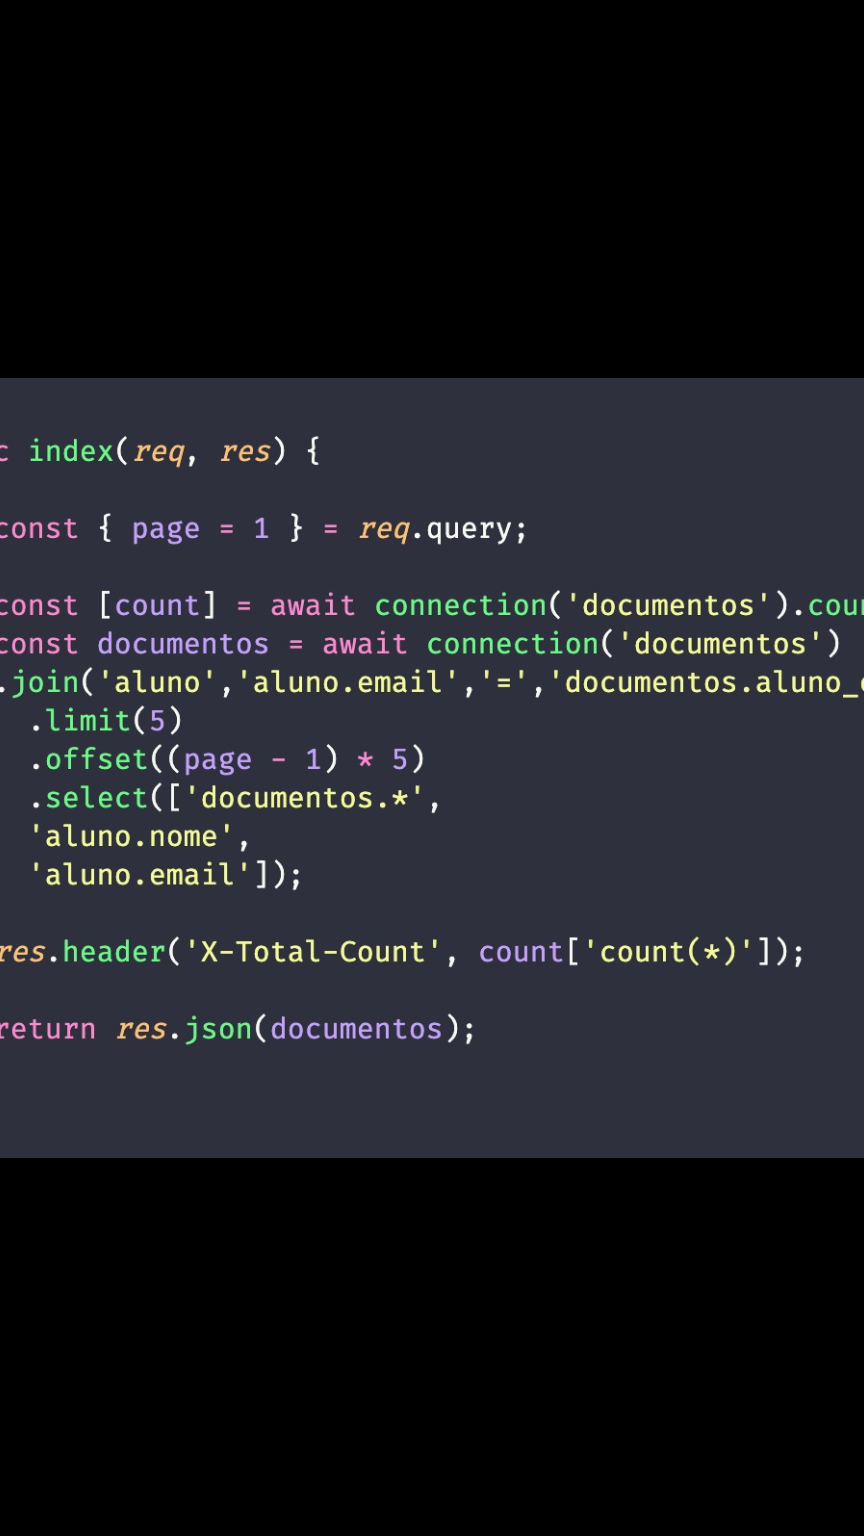 index(req, res) {
const { page = 1 } = req.query;
const [count] = await connection('documentos').
const documentos = await connection('documentos')
.join('aluno','aluno.email','=','documentos.aluno_
.limit(5)
.offset((page - 1) * 5)
.select(['documentos.*',
'aluno.nome',
'aluno.email']);
res.header('X-Total-Count', count['count(*)']);
return res.json(documentos);